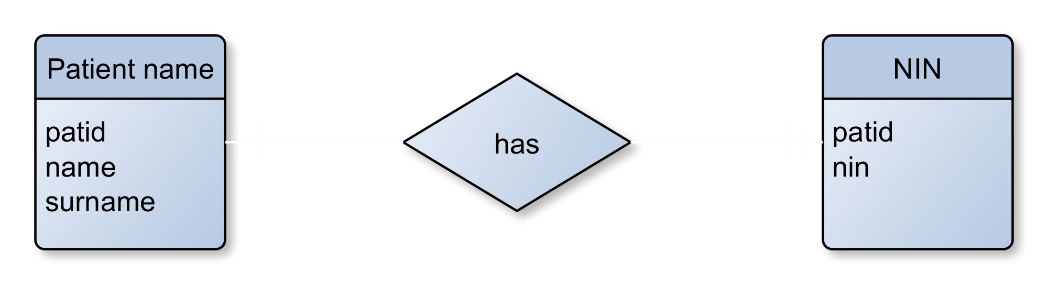 Patient name
patid
name
surname
has
NIN
patid
nin